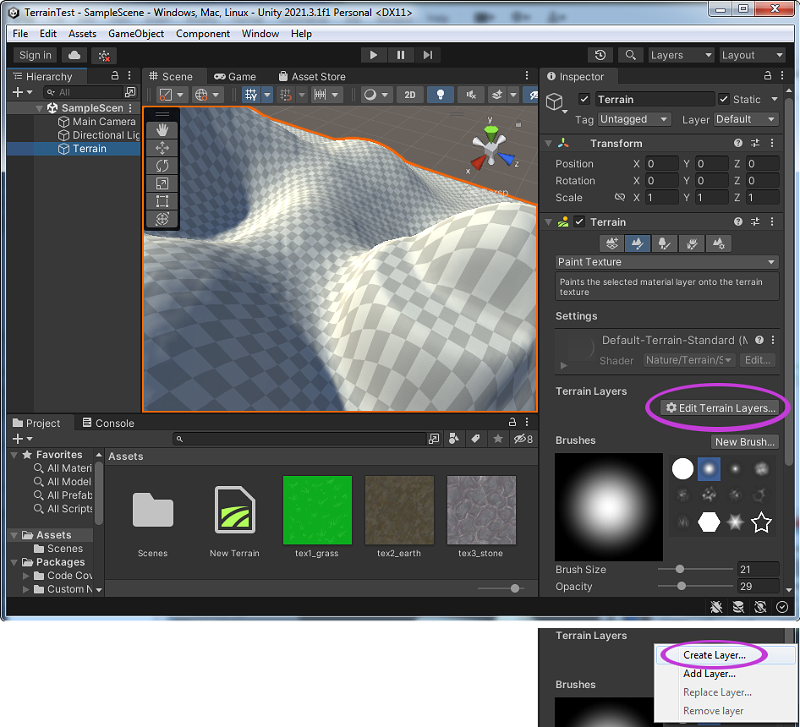 TerrainTest - SampleScene - Windows, Mac, Linux - Unity 2021.3.1f1 Personal <DX11>
File Edit Assets GameObject Component Window Help
Sign in Layers Layout
Hierarchy
All
SampleScen
Main Camera
Directional Lig
Terrain
Scene Game Asset Store
2D
y
x
z
Inspector
Terrain Static
Tag Untagged Layer Default
Transform
Position X 0 Y 0 Z 0
Rotation X 0 Y 0 Z 0
Scale X 1 Y 1 Z 1
Terrain
Paint Texture
Paints the selected material layer onto the terrain
texture
Settings
Default-Terrain-Standard (M
Shader Nature/Terrain/S Edit...
Terrain Layers
Edit Terrain Layers...
Brushes New Brush...
Brush Size 21
Opacity 29
Project Console
8
Favorites
All Materi
All Model
All Prefab
All Scripts
Assets
Scenes
Packages
Code Cov
Custom N
Assets
Scenes New Terrain tex1_grass tex2_earth tex3_stone
Terrain Layers
Create Layer...
Add Layer...
Replace Layer...
Remove layer
Brushes